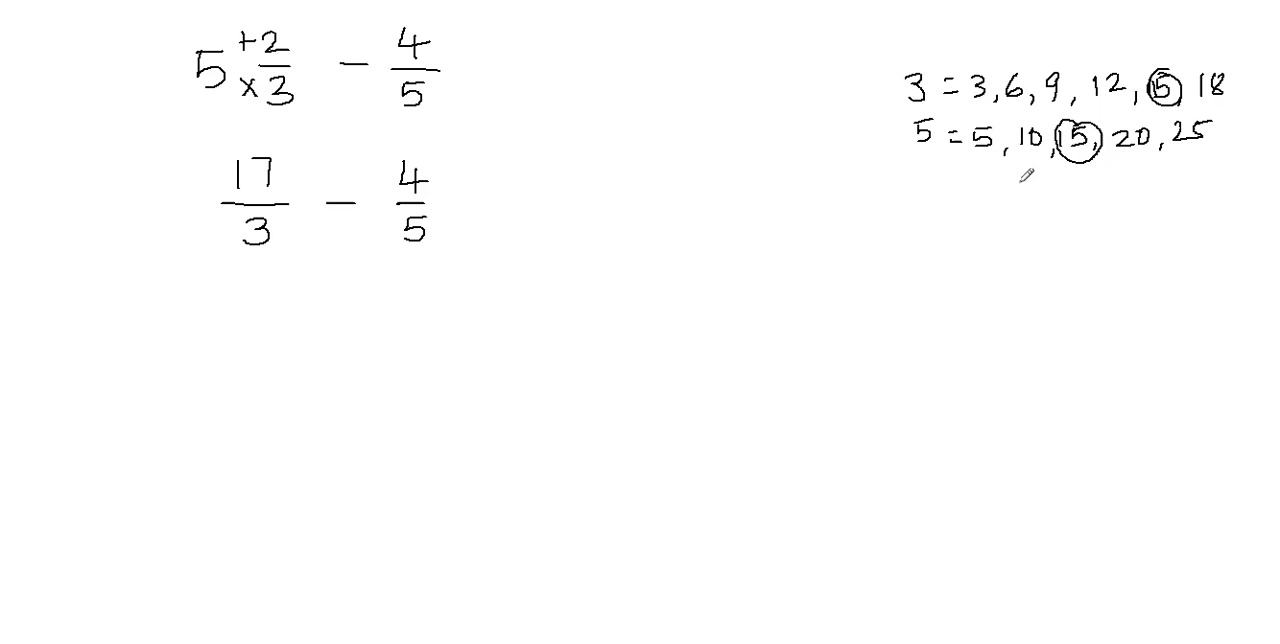 5 +2/×3 - 4/5
3 = 3, 6, 9, 12, 15, 18
5 = 5, 10, 15, 20, 25
17/3 - 4/5